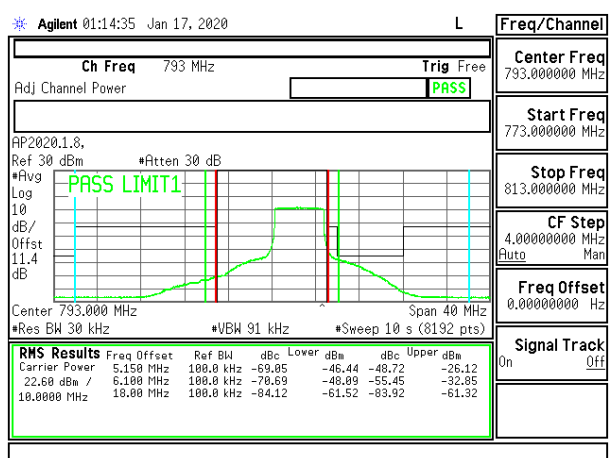 Agilent 01:14:35 Jan 17, 2020 L Freq/Channel
Ch Freq 793 MHz Trig Free
Adj Channel Power PASS
Center Freq
793.000000 MHz
Start Freq
773.000000 MHz
Stop Freq
813.000000 MHz
CF Step
4.00000000 MHz
Auto Man
Freq Offset
0.00000000 Hz
Signal Track
On Off
AP2020.1.8,
Ref 30 dBm #Atten 30 dB
#Avg
Log
10
dB/
Offst
11.4
dB
PASS LIMIT1
Center 793.000 MHz Span 40 MHz
#Res BW 30 kHz #VBW 91 kHz #Sweep 10 s (8192 pts)
RMS Results Freq Offset Ref BW dBc Lower dBm dBc Upper dBm
Carrier Power 5.150 MHz 100.0 kHz -69.05 -46.44 -48.72 -26.12
22.60 dBm / 6.100 MHz 100.0 kHz -70.69 -48.09 -55.45 -32.85
10.0000 MHz 18.00 MHz 100.0 kHz -84.12 -61.52 -83.92 -61.32